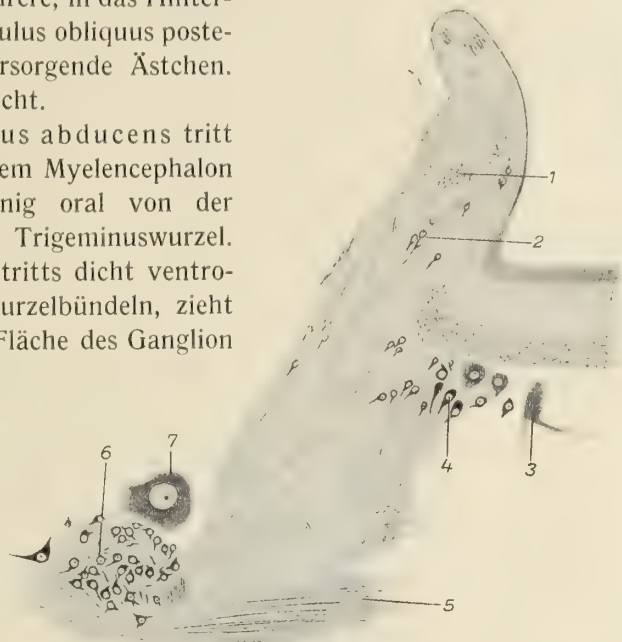 in das Hinter-
ulus obliquus poste-
rsorgende Ästchen.
cht.
us abducens tritt
em Myelencephalon
nig oral von der
Trigeminuswurzel.
tritts dicht ventro-
urzelbündeln, zieht
Fläche des Ganglion
1
2
6 7
4 3
5